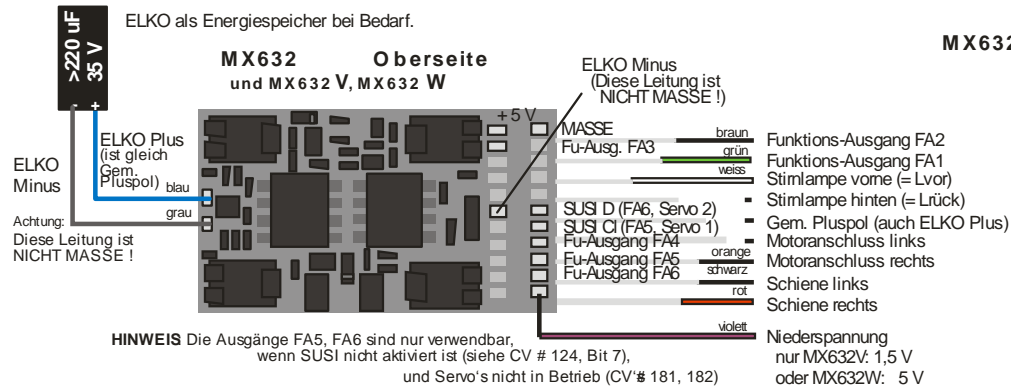 ELKO als Energiespeicher bei Bedarf.
>220 uF
35 V
- +
MX632 Oberseite
und MX632 V, MX632 W
MX632
ELKO Minus
(Diese Leitung ist
NICHT MASSE !)
+5V
ELKO Plus
(ist gleich
Gem.
Pluspol)
blau
ELKO
Minus
grau
Achtung:
Diese Leitung ist
NICHT MASSE !
MASSE
Fu-Ausg. FA3
SUSI D (FA6, Servo 2)
SUSI Cl (FA5, Servo 1)
Fu-Ausgang FA4
Fu-Ausgang FA5
Fu-Ausgang FA6
braun
grün
weiss
orange
schwarz
rot
violett
Funktions-Ausgang FA2
Funktions-Ausgang FA1
Stirnlampe vorne (= Lvor)
Stirnlampe hinten (= Lrück)
Gem. Pluspol (auch ELKO Plus)
Motoranschluss links
Motoranschluss rechts
Schiene links
Schiene rechts
Niederspannung
nur MX632V: 1,5 V
oder MX632W: 5 V
HINWEIS Die Ausgänge FA5, FA6 sind nur verwendbar,
wenn SUSI nicht aktiviert ist (siehe CV # 124, Bit 7),
und Servo's nicht in Betrieb (CV's # 181, 182)